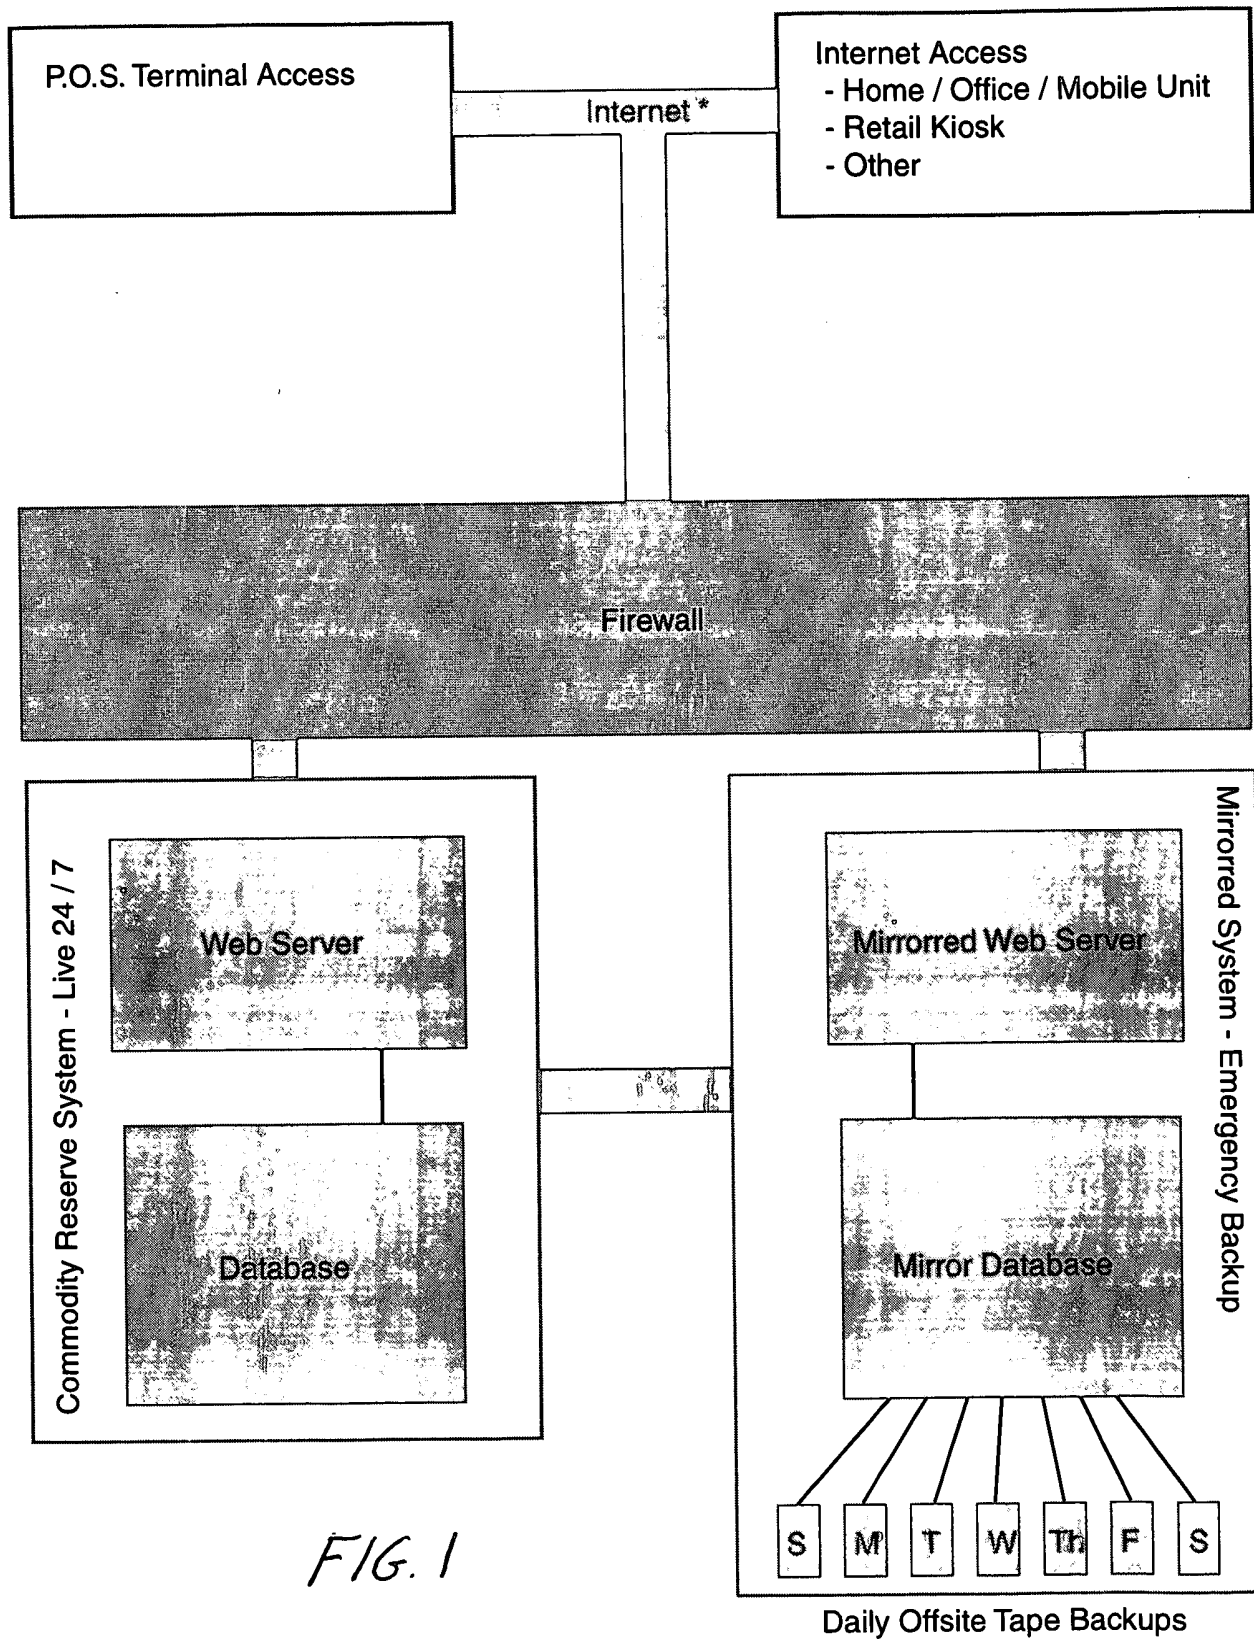 P.O.S. Terminal Access
Internet *
Internet Access
- Home / Office / Mobile Unit
- Retail Kiosk
- Other
Firewall
Commodity Reserve System - Live 24 / 7
Web Server
Database
Mirrorred System - Emergency Backup
Mirrorred Web Server
Mirror Database
S M T W Th F S
Daily Offsite Tape Backups
FIG. 1